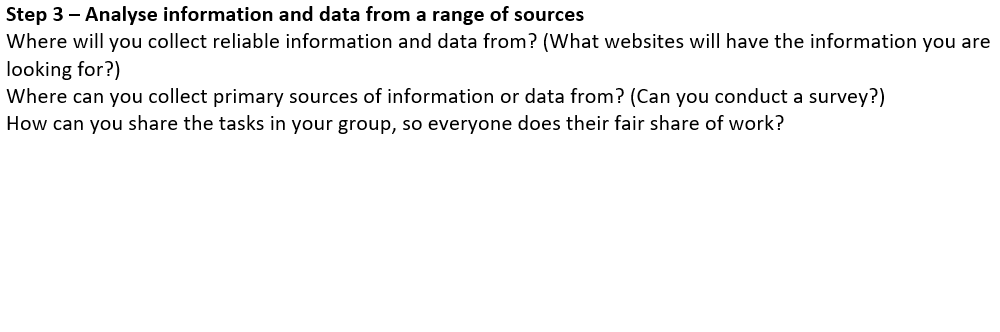 Step 3 – Analyse information and data from a range of sources
Where will you collect reliable information and data from? (What websites will have the information you are
looking for?)
Where can you collect primary sources of information or data from? (Can you conduct a survey?)
How can you share the tasks in your group, so everyone does their fair share of work?